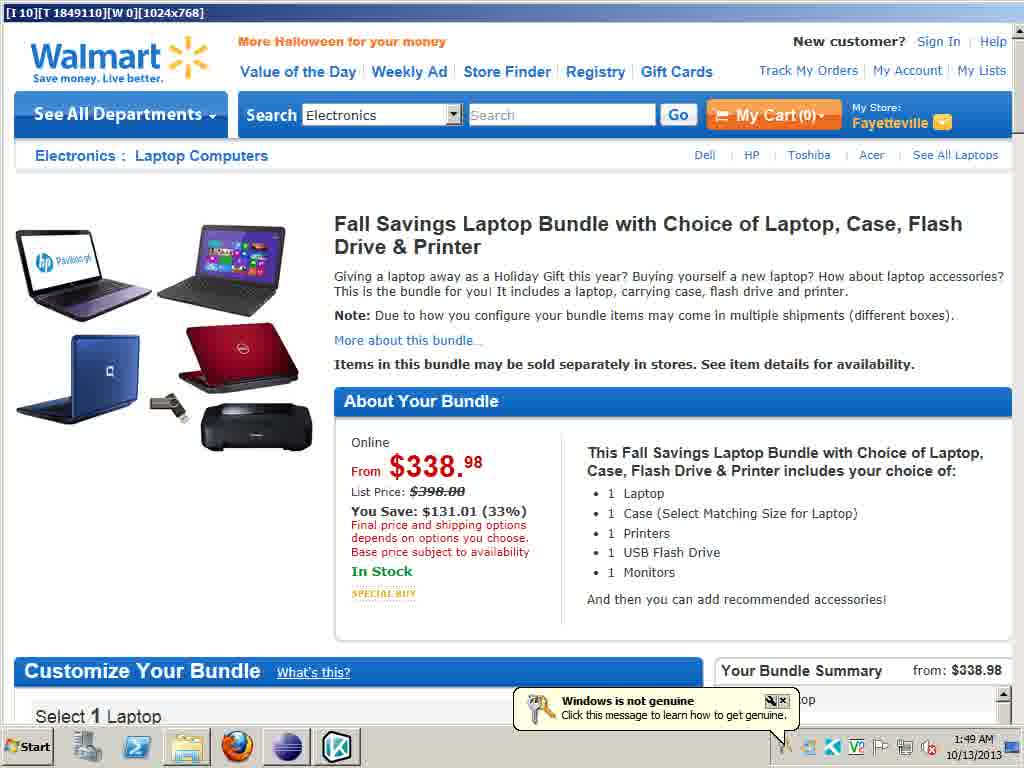 [I 10][T 1849110][W 0][1024x768]
Walmart
Save money. Live better.
More Halloween for your money
New customer? Sign In Help
Value of the Day Weekly Ad Store Finder Registry Gift Cards
Track My Orders My Account My Lists
See All Departments
Search Electronics Search Go My Cart (0)
My Store:
Fayetteville
Electronics : Laptop Computers
Dell HP Toshiba Acer See All Laptops
Fall Savings Laptop Bundle with Choice of Laptop, Case, Flash
Drive & Printer
Giving a laptop away as a Holiday Gift this year? Buying yourself a new laptop? How about laptop accessories?
This is the bundle for you! It includes a laptop, carrying case, flash drive and printer.
Note: Due to how you configure your bundle items may come in multiple shipments (different boxes).
More about this bundle...
Items in this bundle may be sold separately in stores. See item details for availability.
hp Pavilion g6
About Your Bundle
Online
From $338.98
List Price: $398.00
You Save: $131.01 (33%)
Final price and shipping options
depends on options you choose.
Base price subject to availability
In Stock
SPECIAL BUY
This Fall Savings Laptop Bundle with Choice of Laptop,
Case, Flash Drive & Printer includes your choice of:
• 1 Laptop
• 1 Case (Select Matching Size for Laptop)
• 1 Printers
• 1 USB Flash Drive
• 1 Monitors
And then you can add recommended accessories!
Customize Your Bundle What's this?
Your Bundle Summary from: $338.98
Select 1 Laptop
Windows is not genuine
Click this message to learn how to get genuine.
Start
1:49 AM
10/13/2013